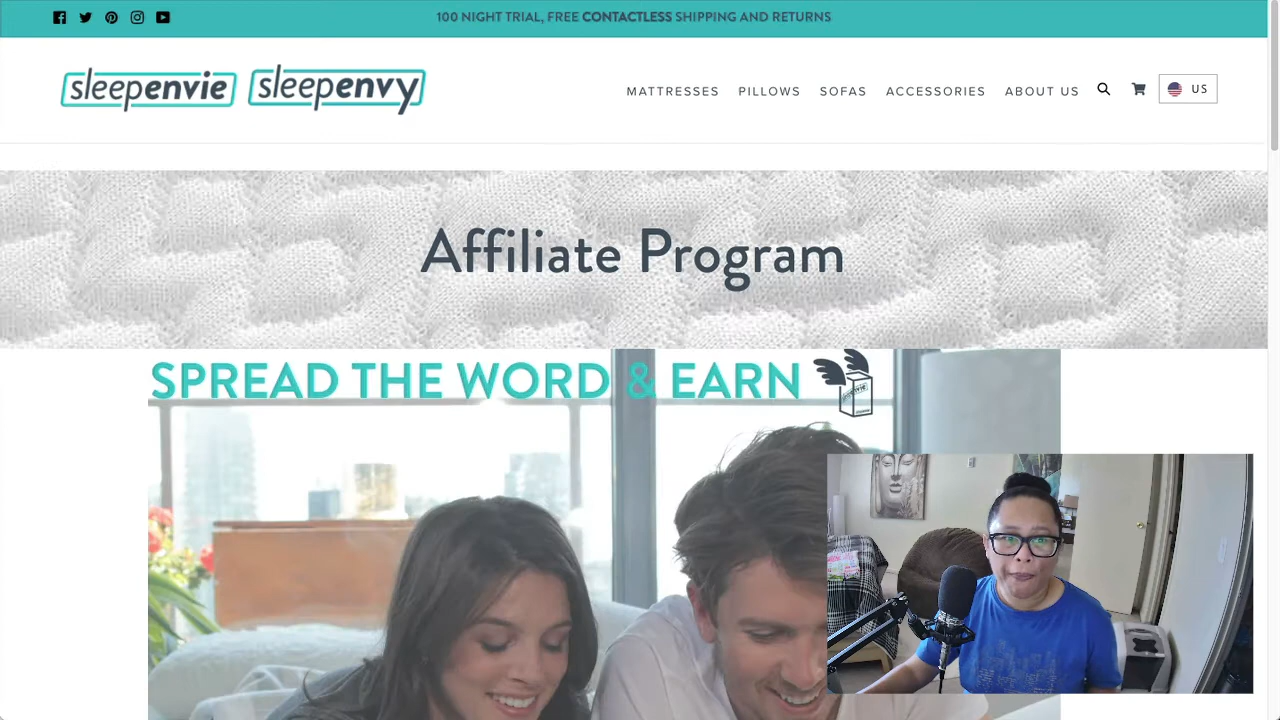 100 NIGHT TRIAL, FREE CONTACTLESS SHIPPING AND RETURNS
sleepenvie sleepenvy
MATTRESSES PILLOWS SOFAS ACCESSORIES ABOUT US US
Affiliate Program
SPREAD THE WORD & EARN